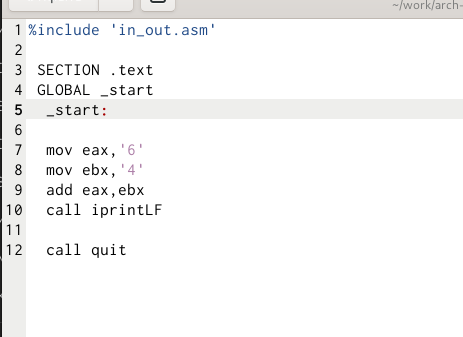 ~/work/arch-
1 %include 'in_out.asm'
2
3 SECTION .text
4 GLOBAL _start
5 _start:
6
7 mov eax,'6'
8 mov ebx,'4'
9 add eax,ebx
10 call iprintLF
11
12 call quit